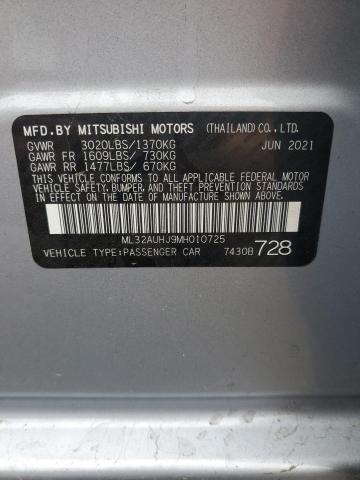 MFD.BY MITSUBISHI MOTORS (THAILAND)CO.,LTD.
GVWR 3020LBS/1370KG JUN 2021
GAWR FR 1609LBS/ 730KG
GAWR RR 1477LBS/ 670KG
THIS VEHICLE CONFORMS TO ALL APPLICABLE FEDERAL MOTOR
VEHICLE SAFETY, BUMPER, AND THEFT PREVENTION STANDARDS
IN EFFECT ON THE DATE OF MANUFACTURE SHOWN ABOVE.
ML32AUHJ9MH010725
VEHICLE TYPE:PASSENGER CAR 7430B 728